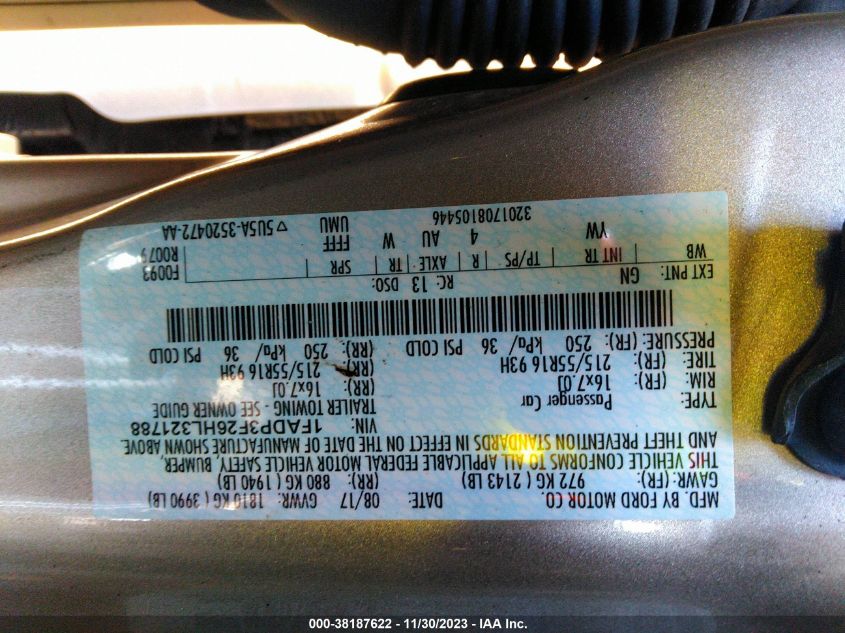 MFD. BY FORD MOTOR CO. DATE: 08/17 GVWR: 1810 KG ( 3990 LB)
GAWR: (FR): 972 KG ( 2143 LB) (RR): 880 KG ( 1940 LB)
THIS VEHICLE CONFORMS TO ALL APPLICABLE FEDERAL MOTOR VEHICLE SAFETY, BUMPER,
AND THEFT PREVENTION STANDARDS IN EFFECT ON THE DATE OF MANUFACTURE SHOWN ABOVE.
VIN: 1FADP3F26HL321788
TYPE: Passenger Car TRAILER TOWING - SEE OWNER GUIDE
RIM: (FR): 16x7.0J (RR): 16x7.0J
TIRE: (FR): 215/55R16 93H (RR): 215/55R16 93H
PRESSURE: (FR): 250 kPa/ 36 PSI COLD (RR): 250 kPa/ 36 PSI COLD
EXT PNT: GN RC: 13 DSO: F0093
WB INT TR TP/PS R AXLE TR SPR R0079
YW 4 AU W FFFF UMU
3201708105446 ▽5U5A-3520472-AA
000-38187622 - 11/30/2023 - IAA Inc.